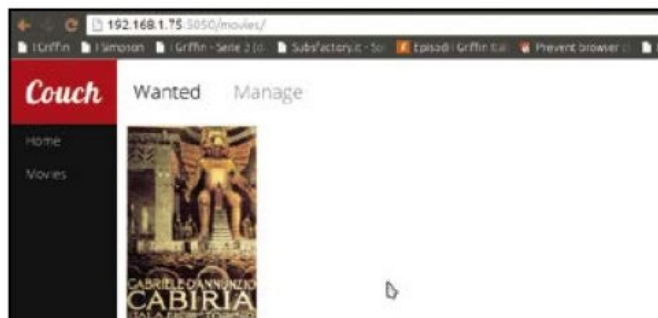 192.168.1.75:5050/movies/
I Griffin I Simpson I Griffin - Serie Subsfactory.it - Episodi Griffin Prevent browser
Couch Wanted Manage
Home
Movies
GABRIELE D'ANNUNZIO
CABIRIA